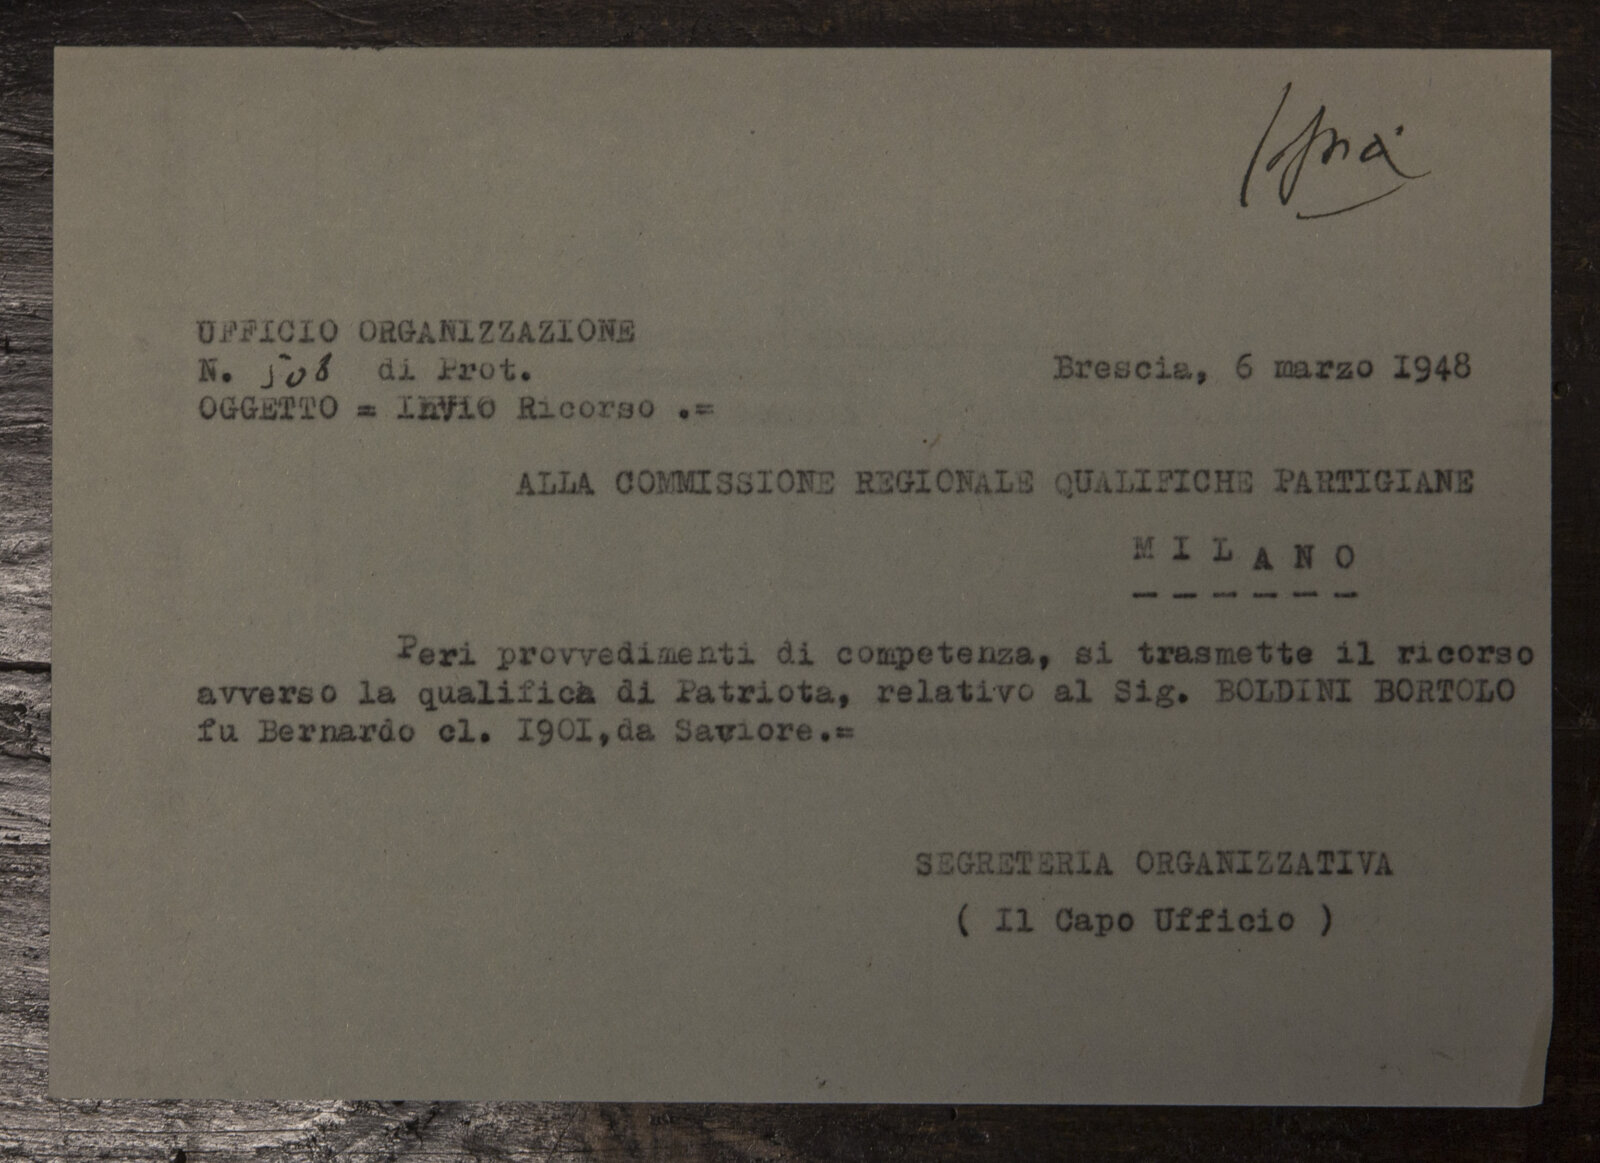 UFFICIO ORGANIZZAZIONE
N. 508 di Prot.
Brescia, 6 marzo 1948
OGGETTO = Invio Ricorso .=
ALLA COMMISSIONE REGIONALE QUALIFICHE PARTIGIANE
MILANO
Peri provvedimenti di competenza, si trasmette il ricorso
avverso la qualifica di Patriota, relativo al Sig. BOLDINI BORTOLO
fu Bernardo cl. I90I,da Saviore.=
SEGRETERIA ORGANIZZATIVA
( Il Capo Ufficio )